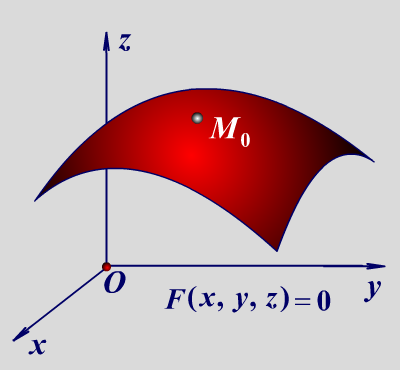 z
M₀
O
y
F(x, y, z) = 0
x